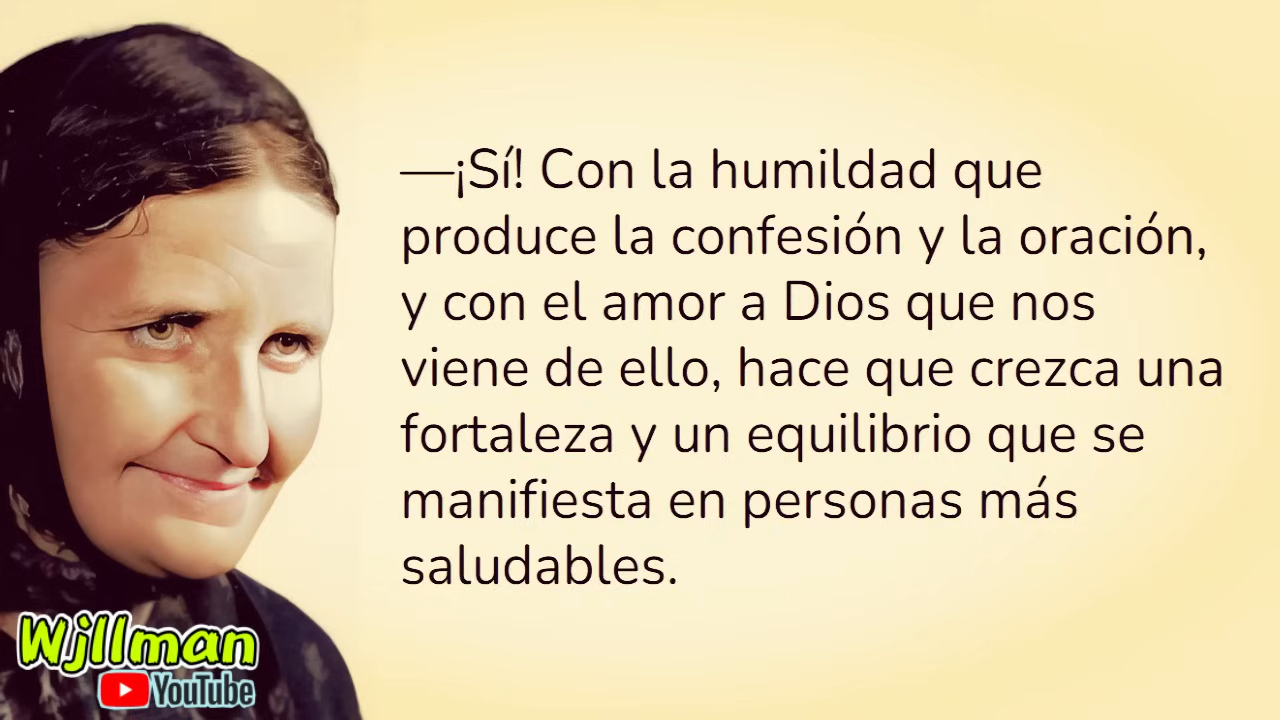 —¡Sí! Con la humildad que
produce la confesión y la oración,
y con el amor a Dios que nos
viene de ello, hace que crezca una
fortaleza y un equilibrio que se
manifiesta en personas más
saludables.
Wjllman
YouTube